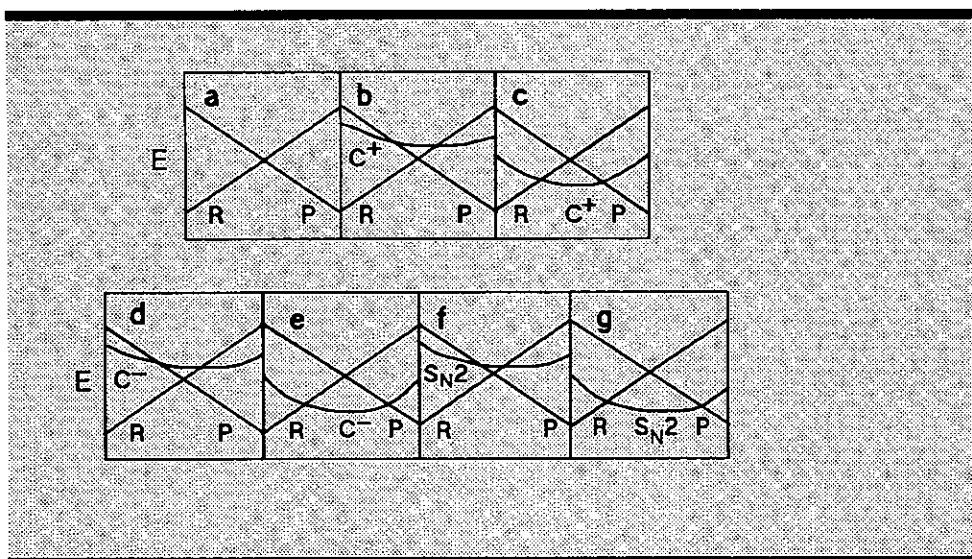 a b c
E
C+
R P R P R C+ P
d e f g
E C- SN2
R P R C- P R P R SN2 P